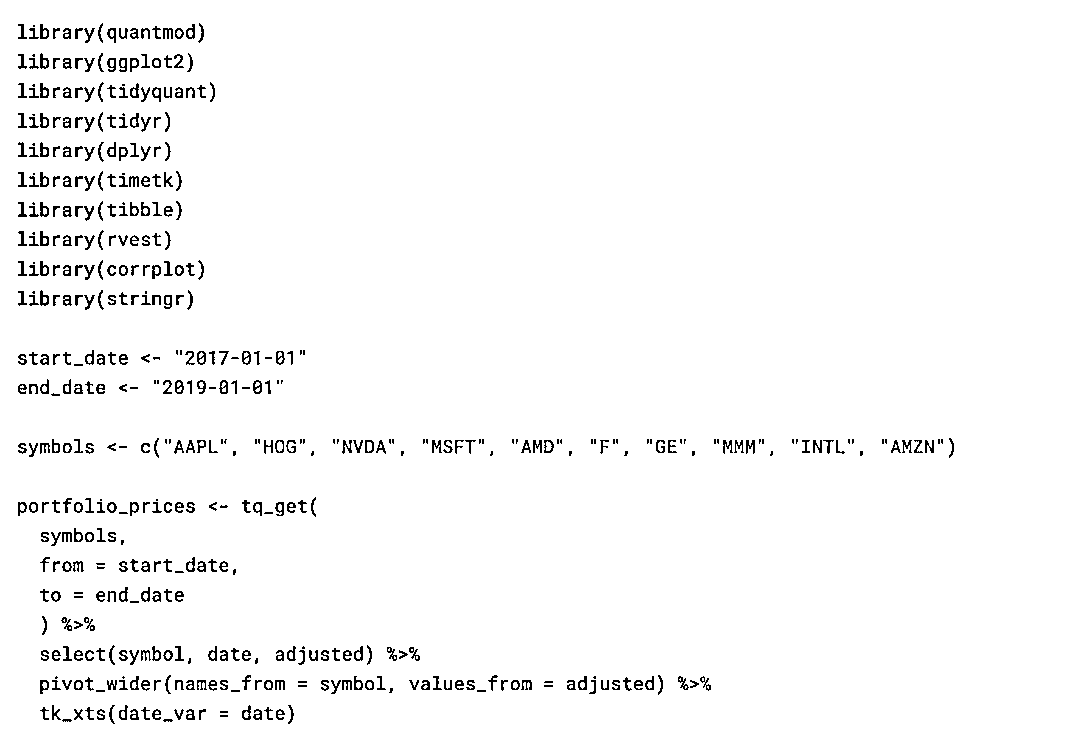 library(quantmod)
library(ggplot2)
library(tidyquant)
library(tidyr)
library(dplyr)
library(timetk)
library(tibble)
library(rvest)
library(corrplot)
library(stringr)
start_date <- "2017-01-01"
end_date <- "2019-01-01"
symbols <- c("AAPL", "HOG", "NVDA", "MSFT", "AMD", "F", "GE", "MMM", "INTL", "AMZN")
portfolio_prices <- tq_get(
  symbols,
  from = start_date,
  to = end_date
  ) %>%
  select(symbol, date, adjusted) %>%
  pivot_wider(names_from = symbol, values_from = adjusted) %>%
  tk_xts(date_var = date)